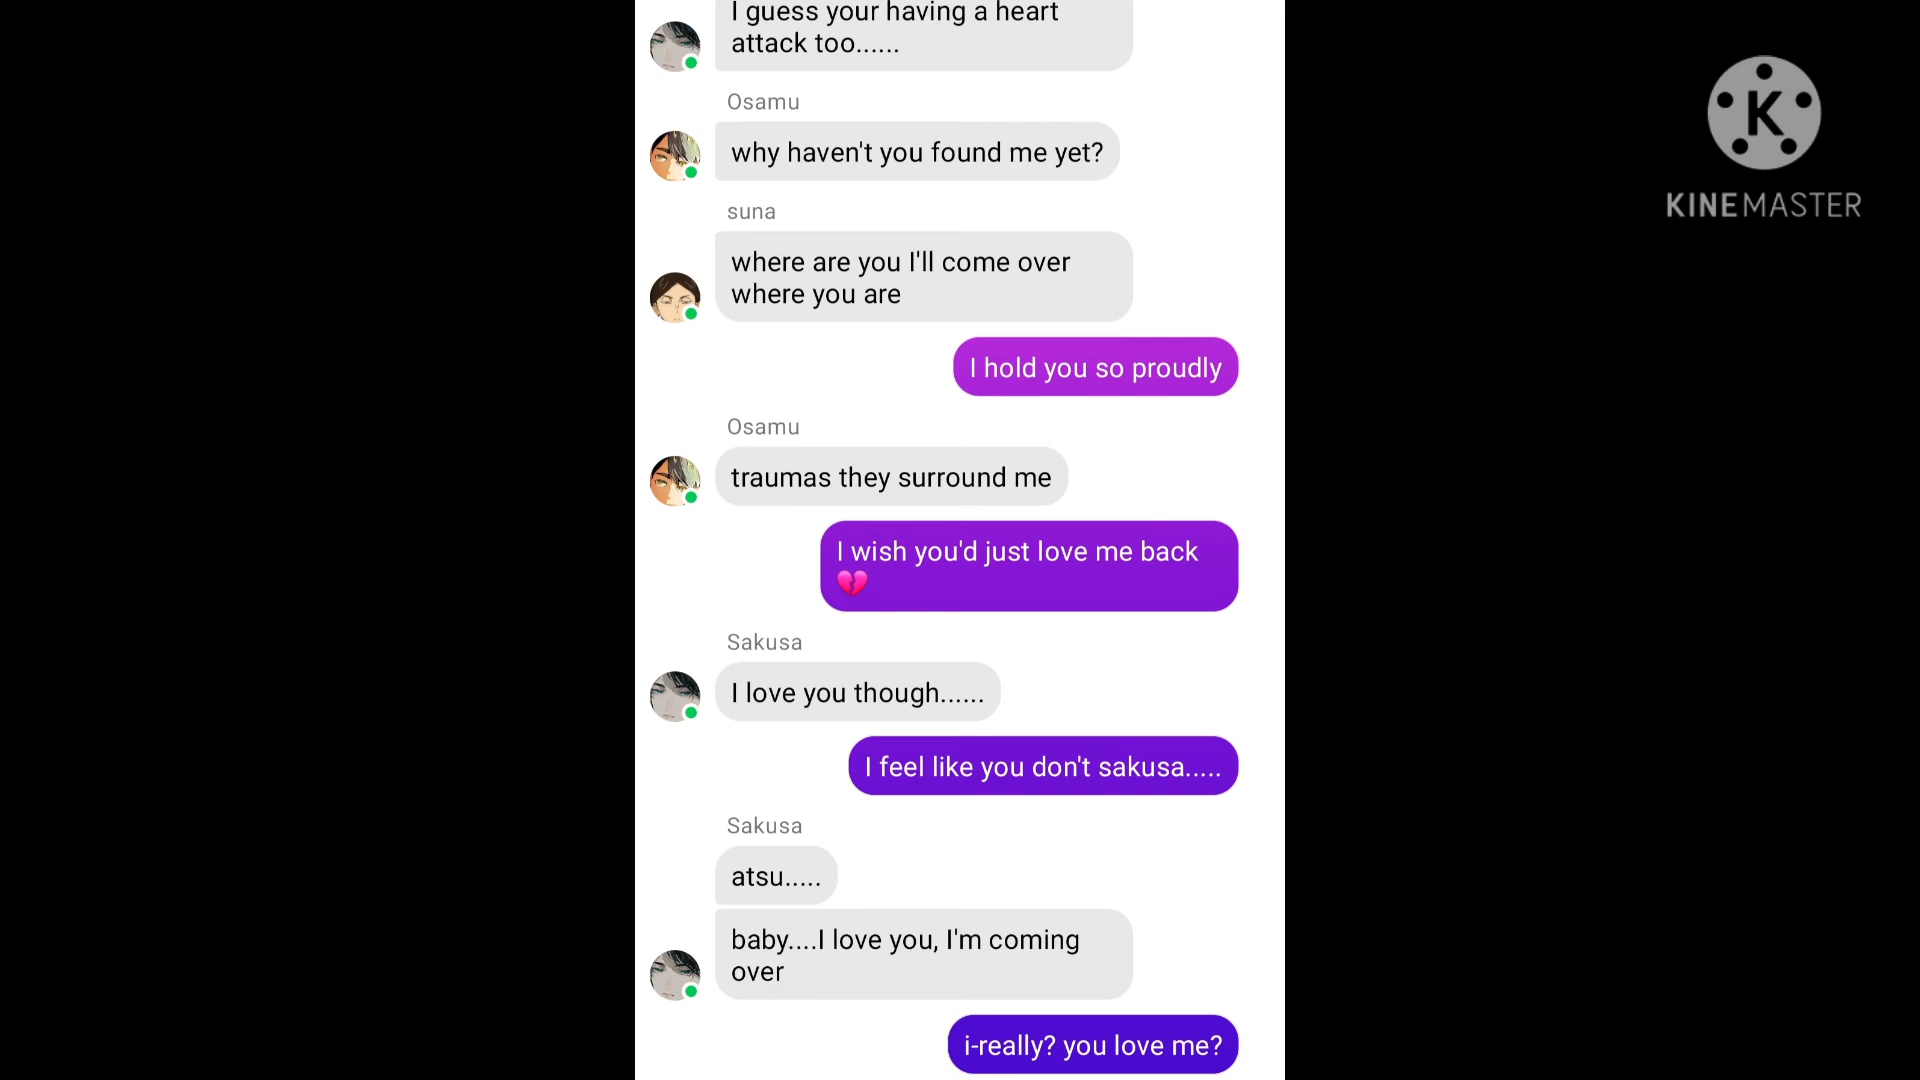 I guess your having a heart
attack too......
Osamu
why haven't you found me yet?
suna
where are you I'll come over
where you are
I hold you so proudly
Osamu
traumas they surround me
I wish you'd just love me back
💔
Sakusa
I love you though......
I feel like you don't sakusa.....
Sakusa
atsu.....
baby....I love you, I'm coming
over
i-really? you love me?
K
KINEMASTER